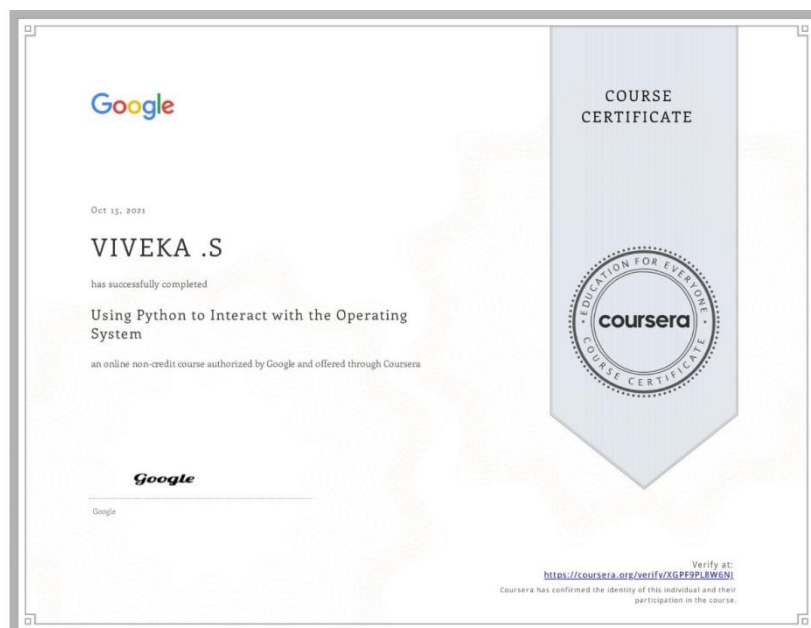 Google
COURSE
CERTIFICATE
Oct 15, 2021
VIVEKA .S
has successfully completed
Using Python to Interact with the Operating
System
an online non-credit course authorized by Google and offered through Coursera
EDUCATION FOR EVERYONE
coursera
COURSE CERTIFICATE
Google
Google
Verify at:
https://coursera.org/verify/XGPF9PL8W6NJ
Coursera has confirmed the identity of this individual and their
participation in the course.